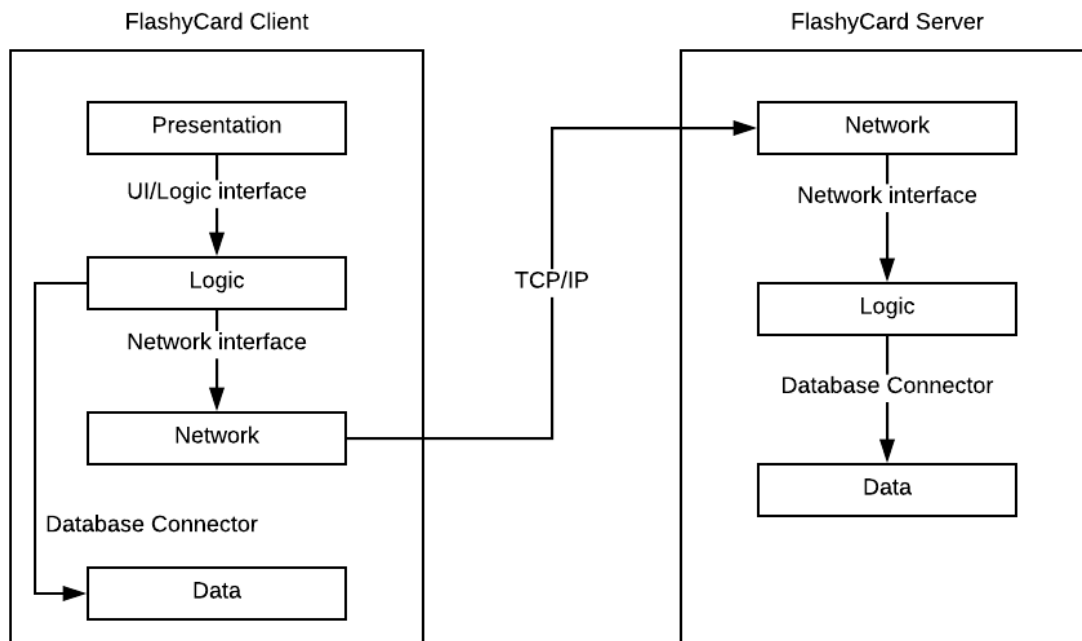 FlashyCard Client
Presentation
UI/Logic interface
Logic
Network interface
Network
Database Connector
Data
TCP/IP
FlashyCard Server
Network
Network interface
Logic
Database Connector
Data